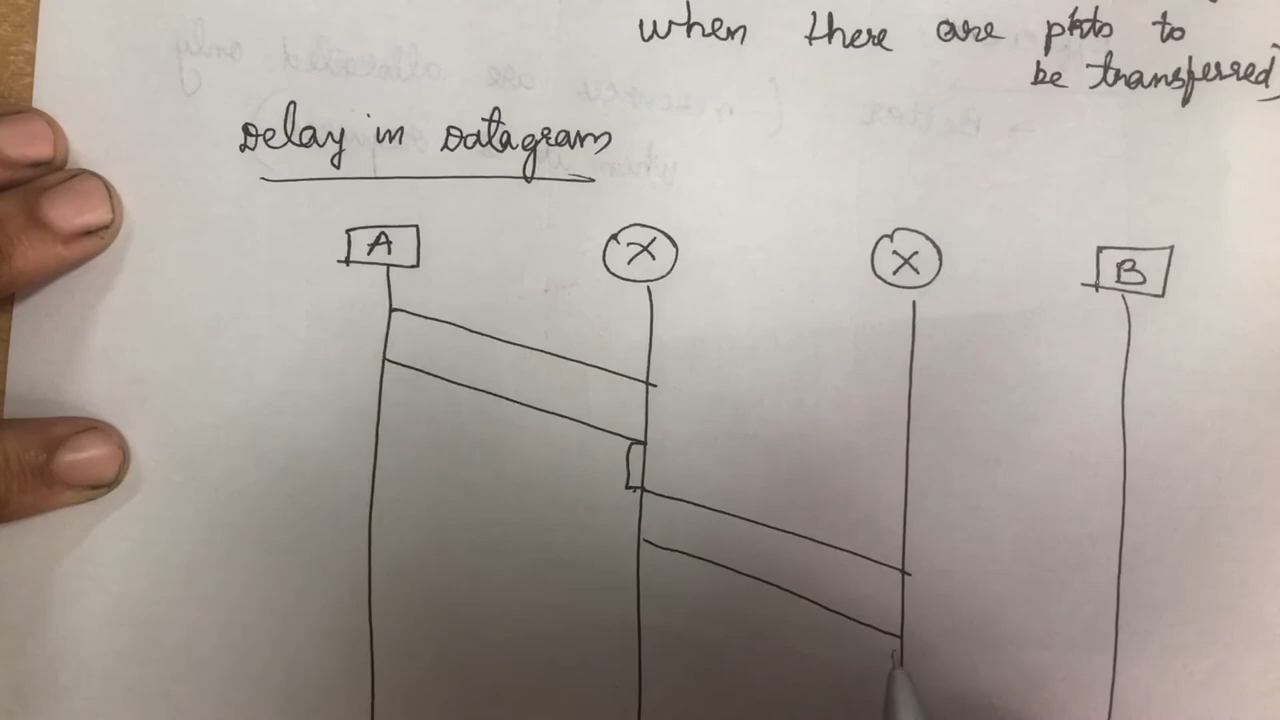 when there are pkts to
be transferred)
Delay in Datagram
A X X B